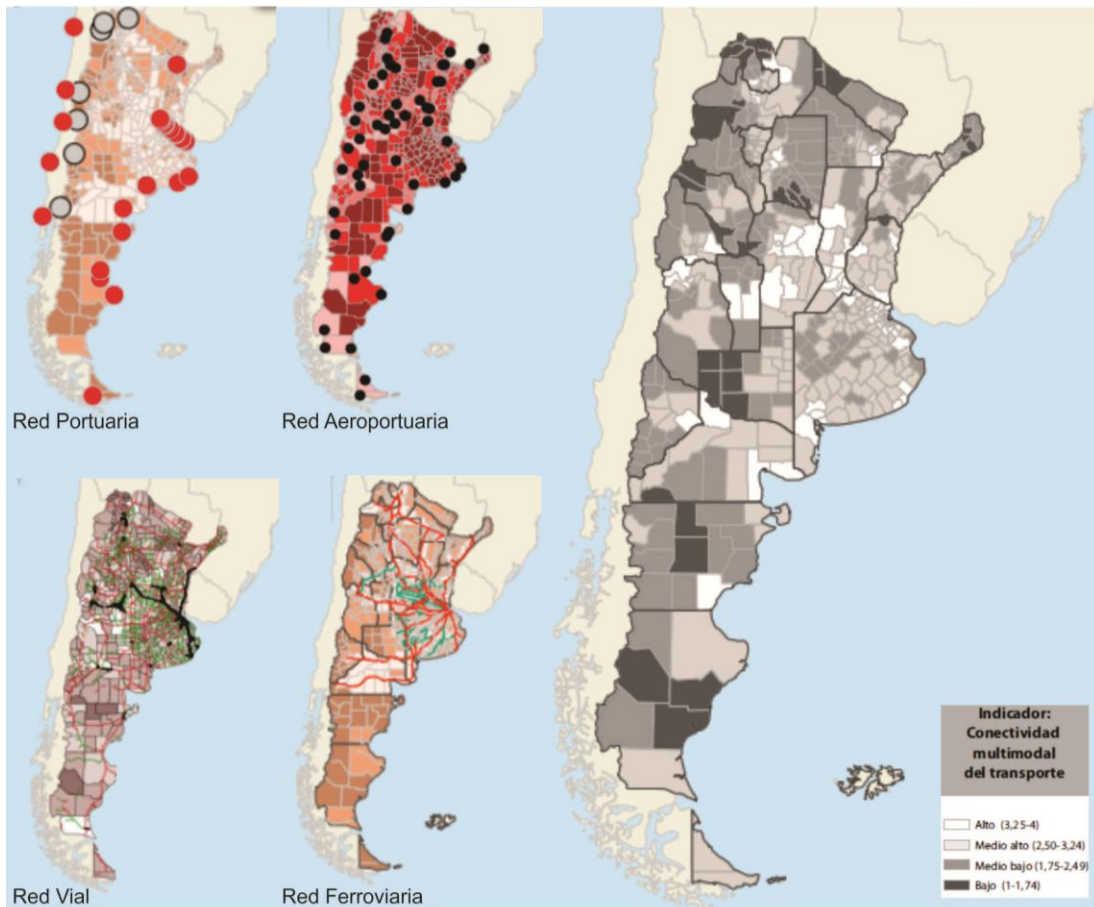 Red Portuaria
Red Aeroportuaria
Red Vial
Red Ferroviaria
Indicador:
Conectividad
multimodal
del transporte
Alto (3,25-4)
Medio alto (2,50-3,24)
Medio bajo (1,75-2,49)
Bajo (1-1,74)